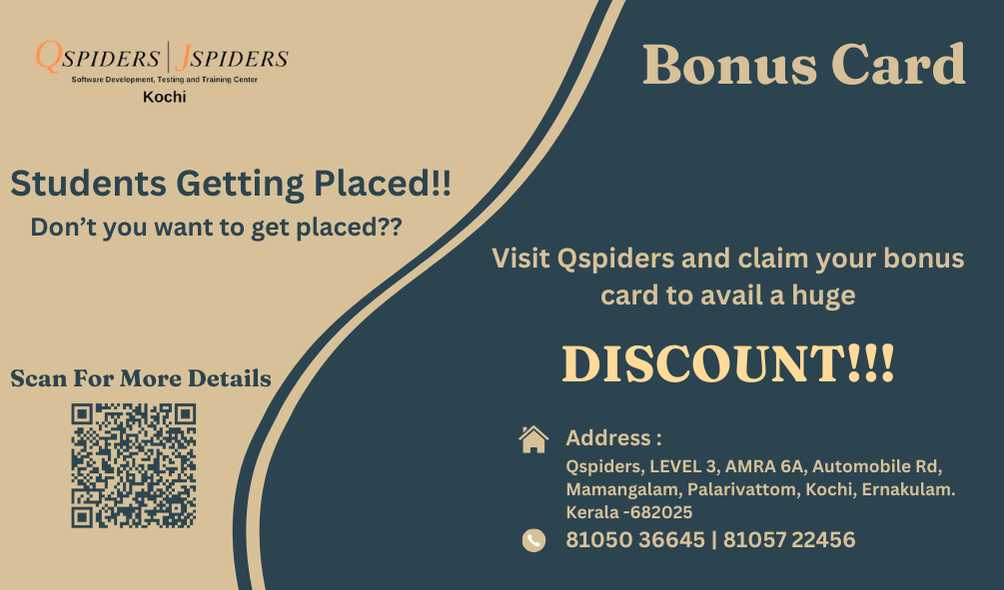 QSPIDERS | JSPIDERS
Software Development, Testing and Training Center
Kochi
Students Getting Placed!!
Don’t you want to get placed??
Scan For More Details
Bonus Card
Visit Qspiders and claim your bonus
card to avail a huge
DISCOUNT!!!
Address :
Qspiders, LEVEL 3, AMRA 6A, Automobile Rd,
Mamangalam, Palarivattom, Kochi, Ernakulam.
Kerala -682025
81050 36645 | 81057 22456